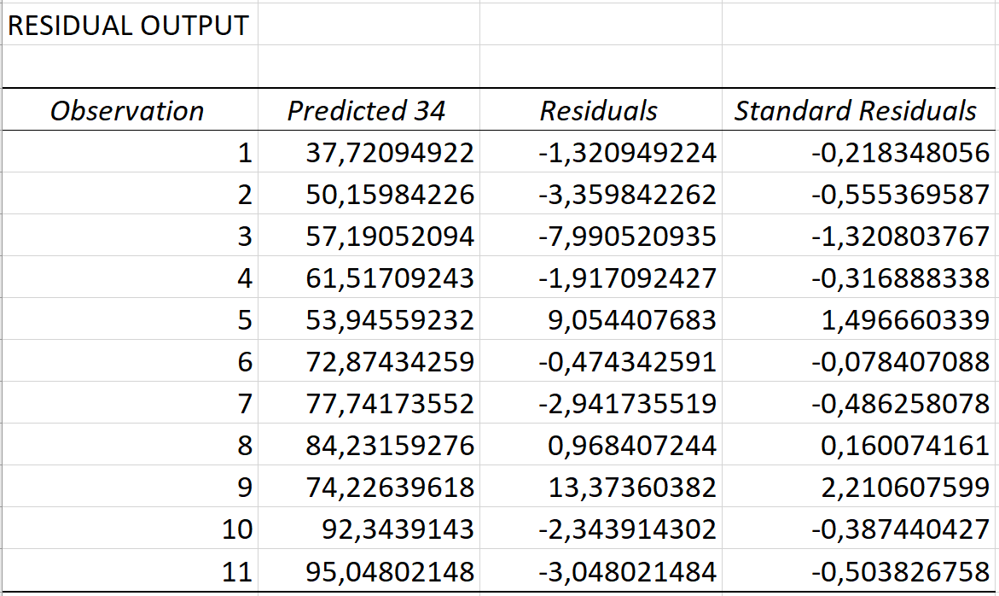 RESIDUAL OUTPUT
Observation Predicted 34 Residuals Standard Residuals
1 37,72094922 -1,320949224 -0,218348056
2 50,15984226 -3,359842262 -0,555369587
3 57,19052094 -7,990520935 -1,320803767
4 61,51709243 -1,917092427 -0,316888338
5 53,94559232 9,054407683 1,496660339
6 72,87434259 -0,474342591 -0,078407088
7 77,74173552 -2,941735519 -0,486258078
8 84,23159276 0,968407244 0,160074161
9 74,22639618 13,37360382 2,210607599
10 92,3439143 -2,343914302 -0,387440427
11 95,04802148 -3,048021484 -0,503826758